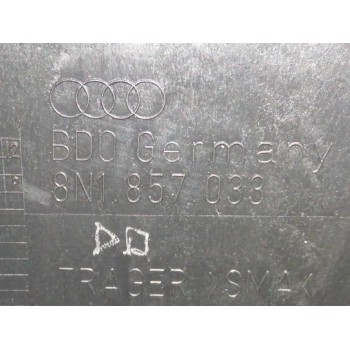 BDO Germany
8N1.857 033
DD
TRAGER